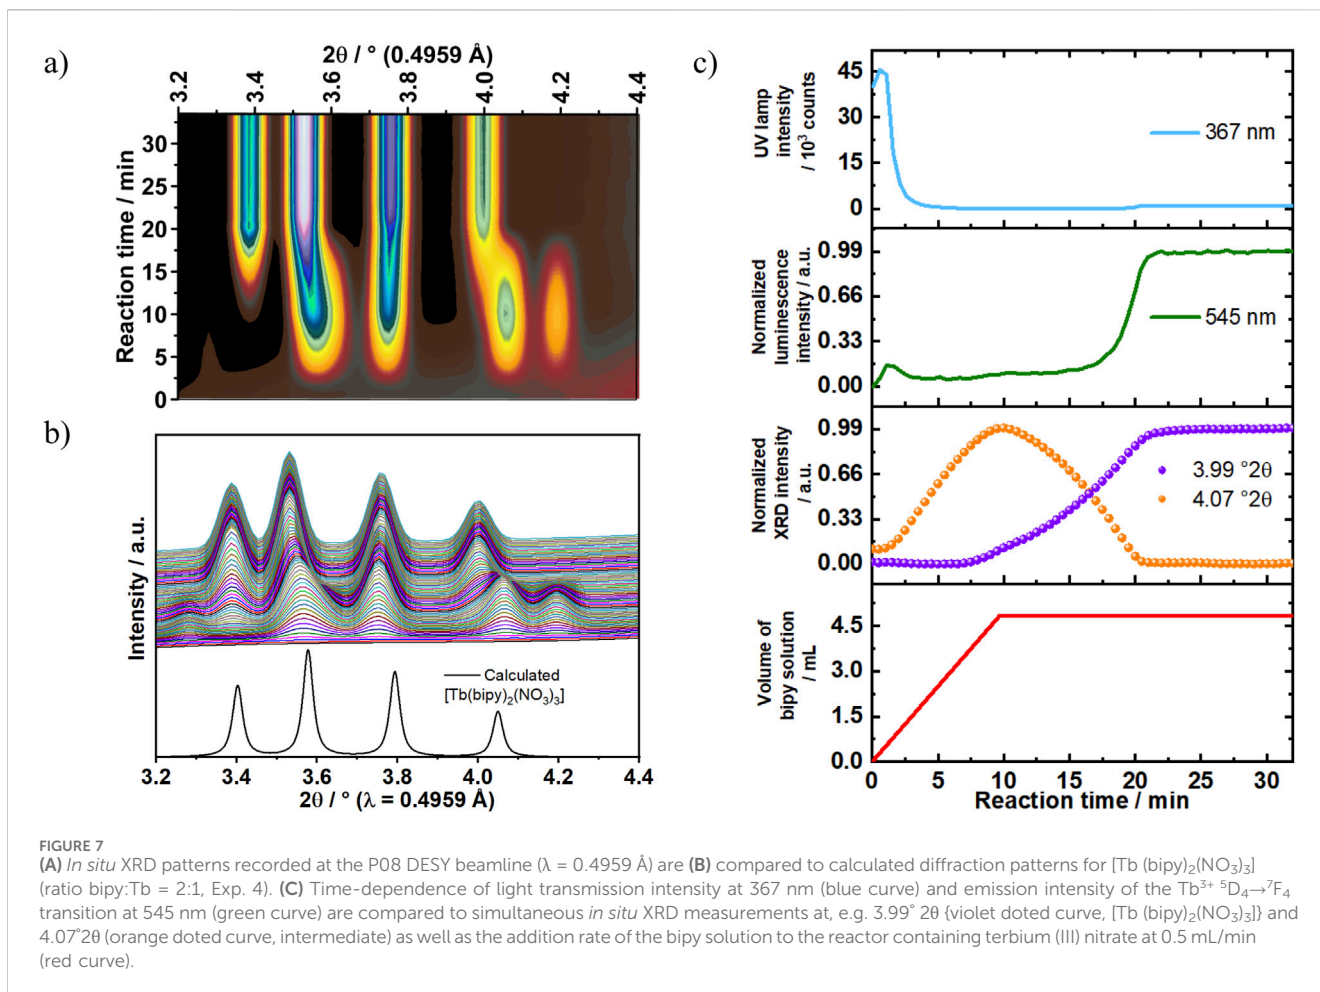 a)
2θ / ° (0.4959 Å)
3.2 3.4 3.6 3.8 4.0 4.2 4.4
Reaction time / min
30
25
20
15
10
5
0
b)
Intensity / a.u.
Calculated
[Tb(bipy)₂(NO₃)₃]
3.2 3.4 3.6 3.8 4.0 4.2 4.4
2θ / ° (λ = 0.4959 Å)
c)
UV lamp
intensity
/ 10³ counts
45
30
15
0
367 nm
Normalized
luminescence
intensity / a.u.
0.99
0.66
0.33
0.00
545 nm
Normalized
XRD intensity
/ a.u.
0.99
0.66
0.33
0.00
3.99 °2θ
4.07 °2θ
Volume of
bipy solution
/ mL
4.5
3.0
1.5
0.0
0 5 10 15 20 25 30
Reaction time / min
FIGURE 7
(A) In situ XRD patterns recorded at the P08 DESY beamline (λ = 0.4959 Å) are (B) compared to calculated diffraction patterns for [Tb (bipy)₂(NO₃)₃]
(ratio bipy:Tb = 2:1, Exp. 4). (C) Time-dependence of light transmission intensity at 367 nm (blue curve) and emission intensity of the Tb³⁺ ⁵D₄→⁷F₄
transition at 545 nm (green curve) are compared to simultaneous in situ XRD measurements at, e.g. 3.99° 2θ {violet doted curve, [Tb (bipy)₂(NO₃)₃]} and
4.07°2θ (orange doted curve, intermediate) as well as the addition rate of the bipy solution to the reactor containing terbium (III) nitrate at 0.5 mL/min
(red curve).